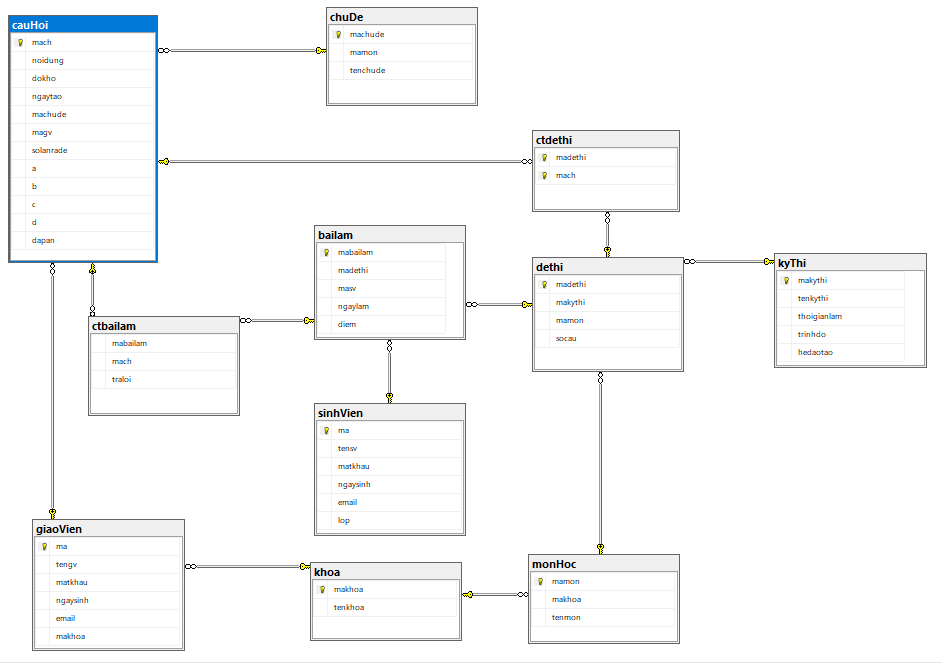 cauHoi
mach
noidung
dokho
ngaytao
machude
magv
solanrade
a
b
c
d
dapan
chuDe
machude
mamon
tenchude
ctdethi
madethi
mach
bailam
mabailam
madethi
masv
ngaylam
diem
dethi
madethi
makythi
mamon
socau
kyThi
makythi
tenkythi
thoigianlam
trinhdo
hedaotao
ctbailam
mabailam
mach
traloi
sinhVien
ma
tensv
matkhau
ngaysinh
email
lop
giaoVien
ma
tengv
matkhau
ngaysinh
email
makhoa
khoa
makhoa
tenkhoa
monHoc
mamon
makhoa
tenmon